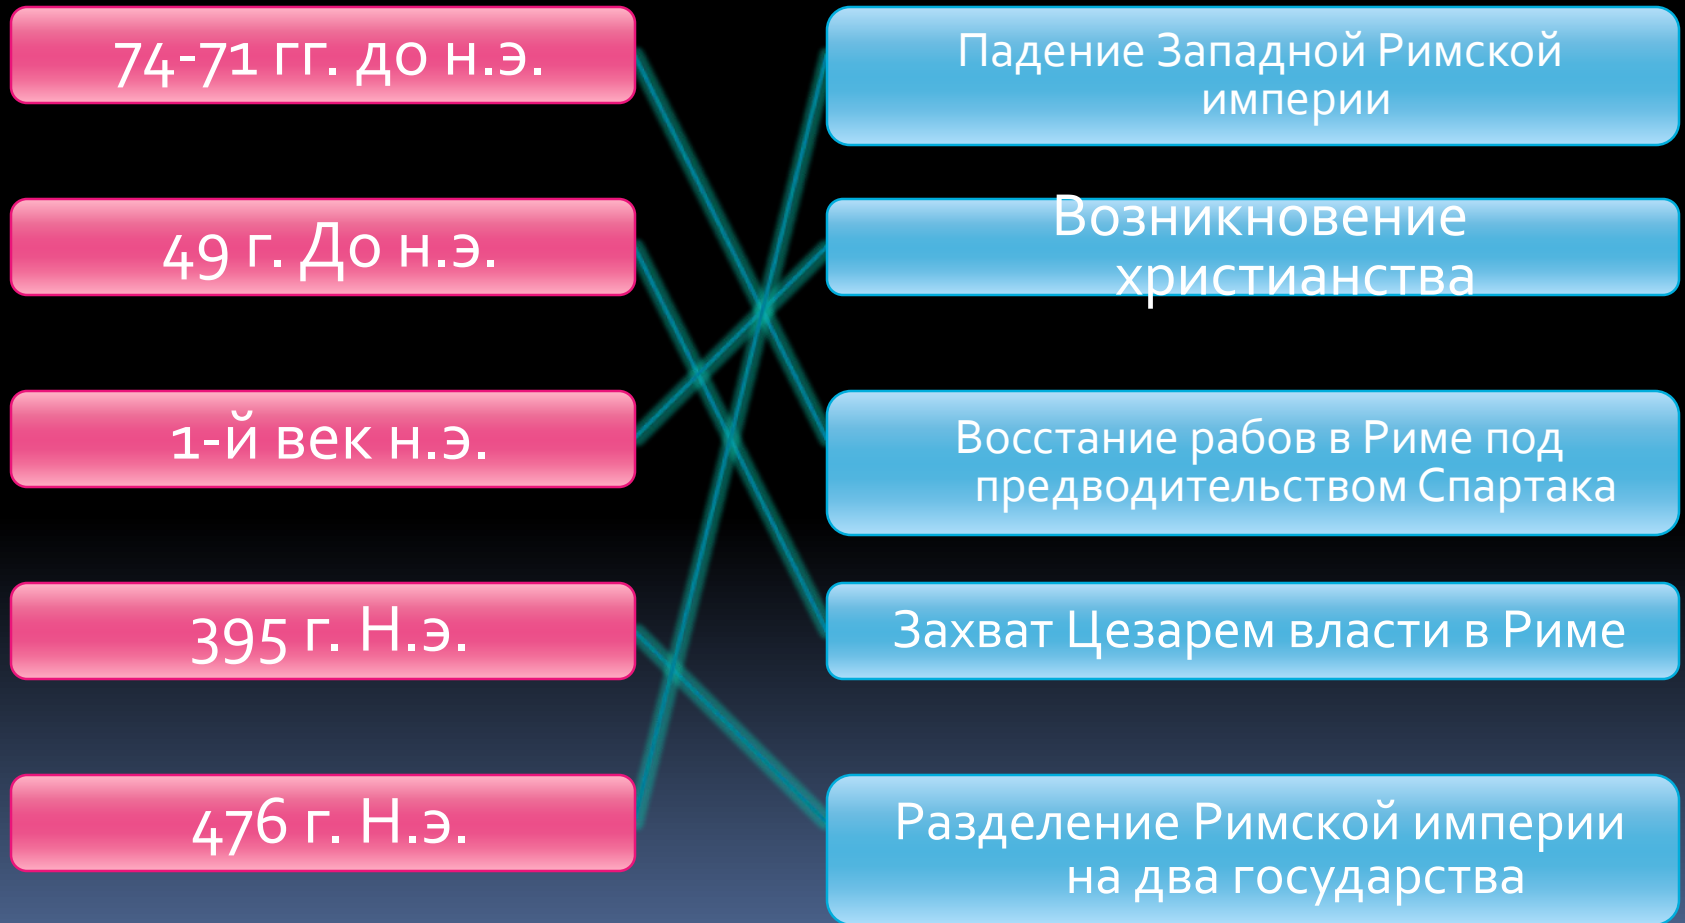 74-71 гг. до н.э.
Падение Западной Римской
империи
49 г. До н.э.
Возникновение
христианства
1-й век н.э.
Восстание рабов в Риме под
предводительством Спартака
395 г. Н.э.
Захват Цезарем власти в Риме
476 г. Н.э.
Разделение Римской империи
на два государства